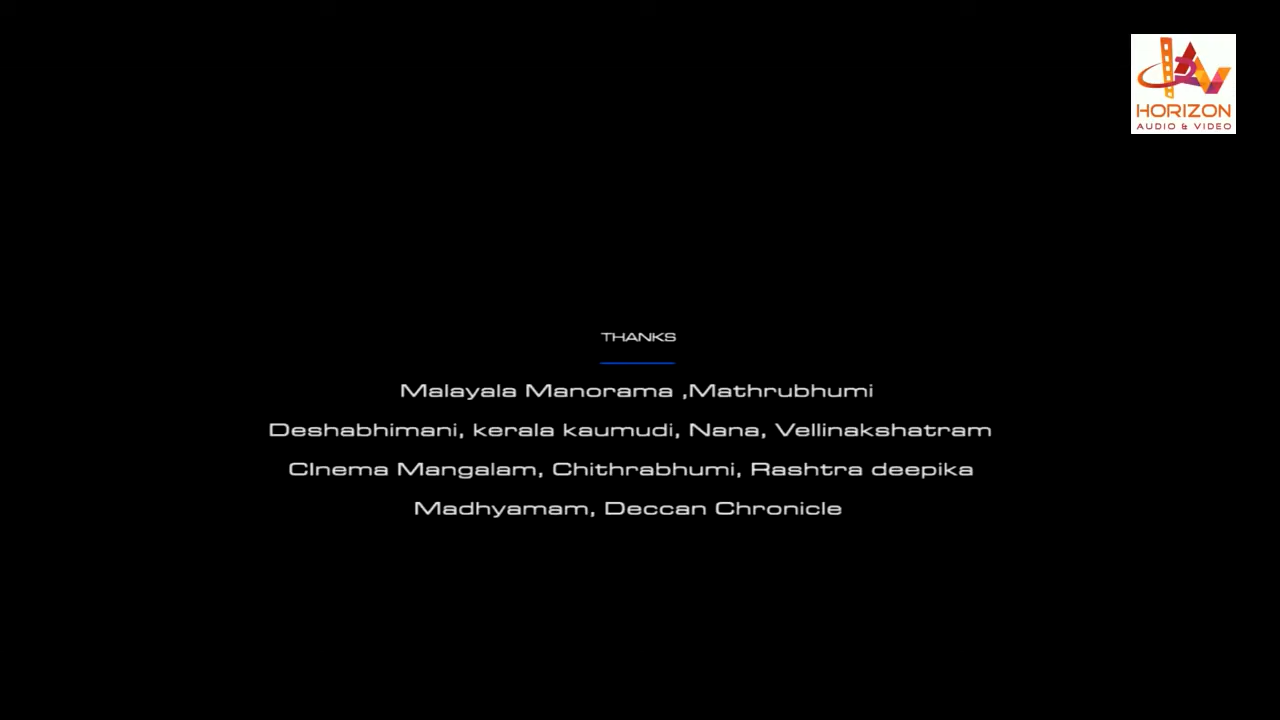 HORIZON
AUDIO & VIDEO
THANKS
Malayala Manorama ,Mathrubhumi
Deshabhimani, kerala kaumudi, Nana, Vellinakshatram
CInema Mangalam, Chithrabhumi, Rashtra deepika
Madhyamam, Deccan Chronicle